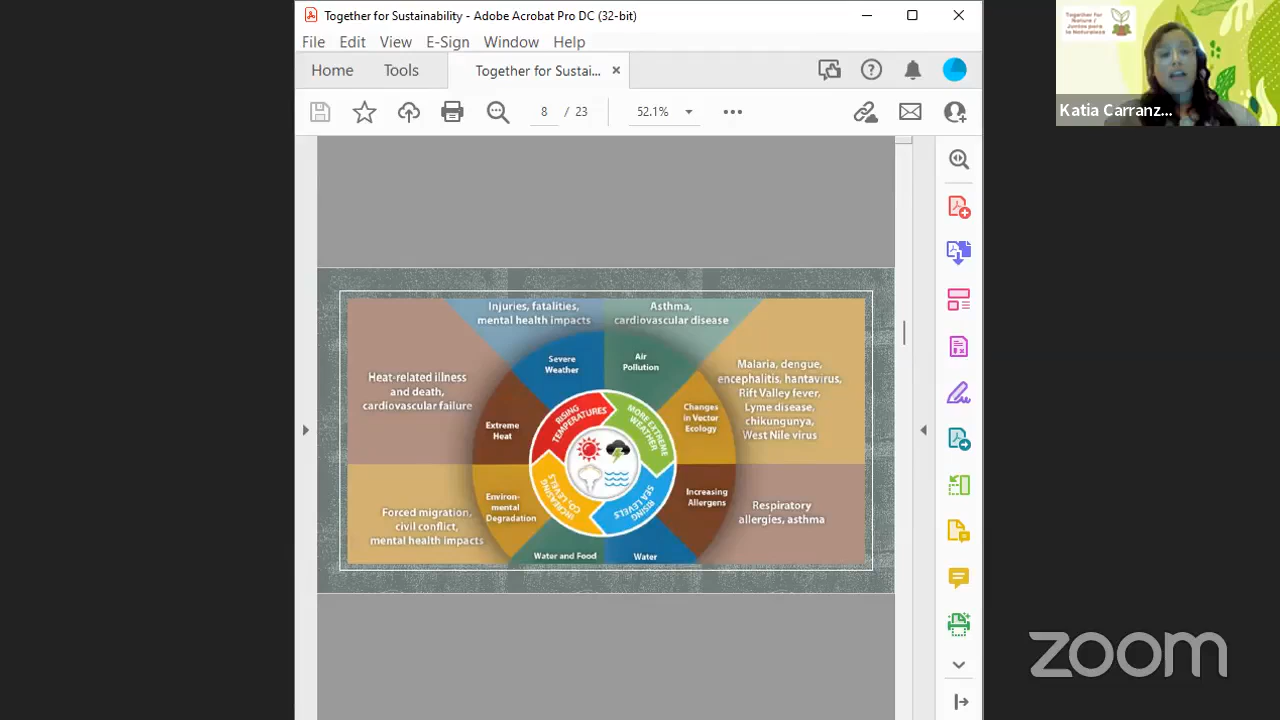 Together for Sustainability - Adobe Acrobat Pro DC (32-bit)
File Edit View E-Sign Window Help
Home Tools Together for Sustai...
8 / 23 52.1%
Together for
Nature /
Juntos para
la Naturaleza
Katia Carranz...
Injuries, fatalities,
mental health impacts
Asthma,
cardiovascular disease
Severe
Weather
Air
Pollution
Heat-related illness
and death,
cardiovascular failure
Malaria, dengue,
encephalitis, hantavirus,
Rift Valley fever,
Lyme disease,
chikungunya,
West Nile virus
Extreme
Heat
Changes
in Vector
Ecology
RISING
TEMPERATURES
MORE EXTREME
WEATHER
INCREASING
CO2 LEVELS
RISING
SEA LEVELS
Environ-
mental
Degradation
Increasing
Allergens
Forced migration,
civil conflict,
mental health impacts
Respiratory
allergies, asthma
Water and Food
Water
zoom